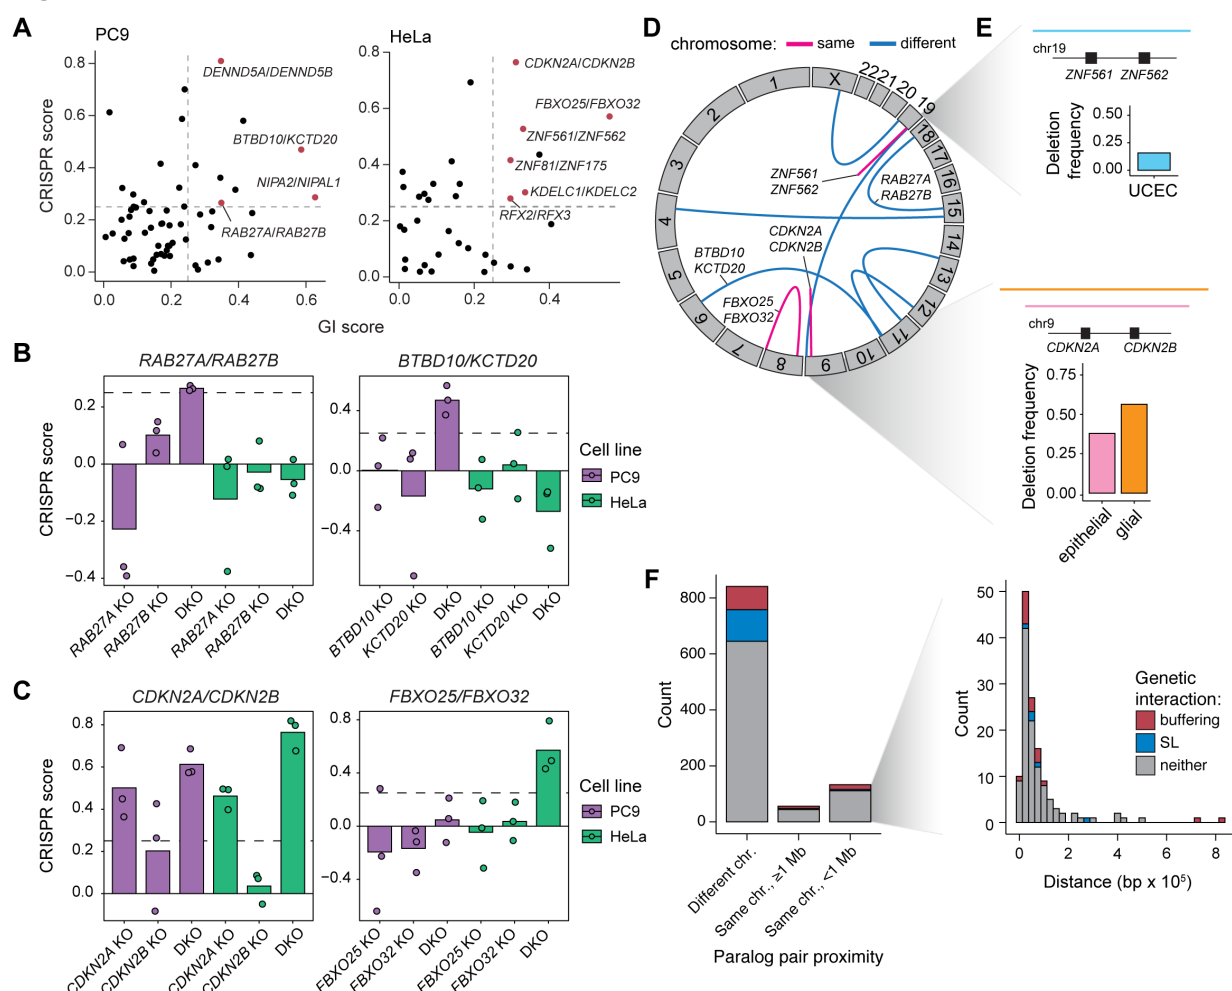 A
PC9
CRISPR score
0.8
0.6
0.4
0.2
0.0
DENND5A/DENND5B
BTBD10/KCTD20
NIPA2/NIPAL1
RAB27A/RAB27B
0.0
0.2
0.4
0.6
HeLa
0.8
0.6
0.4
0.2
0.0
CDKN2A/CDKN2B
FBXO25/FBXO32
ZNF561/ZNF562
ZNF81/ZNF175
KDELC1/KDELC2
RFX2/RFX3
0.0
0.2
0.4
GI score
B
RAB27A/RAB27B
CRISPR score
0.2
0.0
−0.2
−0.4
RAB27A KO
RAB27B KO
DKO
RAB27A KO
RAB27B KO
DKO
BTBD10/KCTD20
0.4
0.0
−0.4
BTBD10 KO
KCTD20 KO
DKO
BTBD10 KO
KCTD20 KO
DKO
Cell line
PC9
HeLa
C
CDKN2A/CDKN2B
CRISPR score
0.8
0.6
0.4
0.2
0.0
CDKN2A KO
CDKN2B KO
DKO
CDKN2A KO
CDKN2B KO
DKO
FBXO25/FBXO32
0.8
0.4
0.0
−0.4
FBXO25 KO
FBXO32 KO
DKO
FBXO25 KO
FBXO32 KO
DKO
Cell line
PC9
HeLa
D
chromosome:
same
different
1
2
3
4
5
6
7
8
9
10
11
12
13
14
15
16
17
18
19
20
21
22
X
ZNF561
ZNF562
RAB27A
RAB27B
CDKN2A
CDKN2B
BTBD10
KCTD20
FBXO25
FBXO32
E
chr19
ZNF561
ZNF562
Deletion
frequency
0.50
0.25
0.00
UCEC
chr9
CDKN2A
CDKN2B
Deletion frequency
0.75
0.50
0.25
0.00
epithelial
glial
F
Count
800
600
400
200
0
Different chr.
Same chr., ≥1 Mb
Same chr., <1 Mb
Paralog pair proximity
Count
50
40
30
20
10
0
0
2
4
6
8
Distance (bp x 10⁵)
Genetic
interaction:
buffering
SL
neither